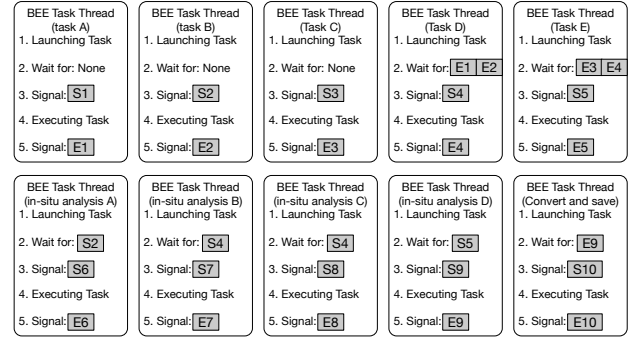 BEE Task Thread
(task A)
1. Launching Task
2. Wait for: None
3. Signal: S1
4. Executing Task
5. Signal: E1
BEE Task Thread
(task B)
1. Launching Task
2. Wait for: None
3. Signal: S2
4. Executing Task
5. Signal: E2
BEE Task Thread
(Task C)
1. Launching Task
2. Wait for: None
3. Signal: S3
4. Executing Task
5. Signal: E3
BEE Task Thread
(Task D)
1. Launching Task
2. Wait for: E1 E2
3. Signal: S4
4. Executing Task
5. Signal: E4
BEE Task Thread
(Task E)
1. Launching Task
2. Wait for: E3 E4
3. Signal: S5
4. Executing Task
5. Signal: E5
BEE Task Thread
(in-situ analysis A)
1. Launching Task
2. Wait for: S2
3. Signal: S6
4. Executing Task
5. Signal: E6
BEE Task Thread
(in-situ analysis B)
1. Launching Task
2. Wait for: S4
3. Signal: S7
4. Executing Task
5. Signal: E7
BEE Task Thread
(in-situ analysis C)
1. Launching Task
2. Wait for: S4
3. Signal: S8
4. Executing Task
5. Signal: E8
BEE Task Thread
(in-situ analysis D)
1. Launching Task
2. Wait for: S5
3. Signal: S9
4. Executing Task
5. Signal: E9
BEE Task Thread
(Convert and save)
1. Launching Task
2. Wait for: E9
3. Signal: S10
4. Executing Task
5. Signal: E10